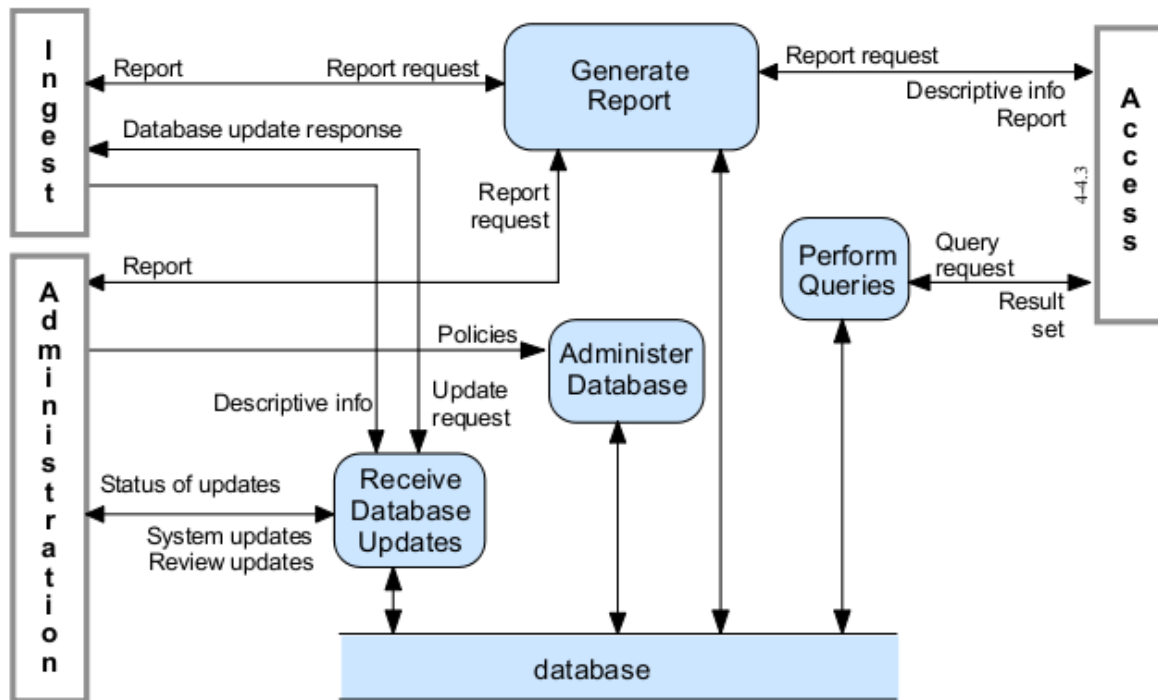 Ingest
Report
Report request
Generate
Report
Report request
Descriptive info
Report
Access
4-4.3
Database update response
Report
request
Report
Administration
Policies
Administer
Database
Perform
Queries
Query
request
Result
set
Descriptive info
Update
request
Status of updates
System updates
Review updates
Receive
Database
Updates
database